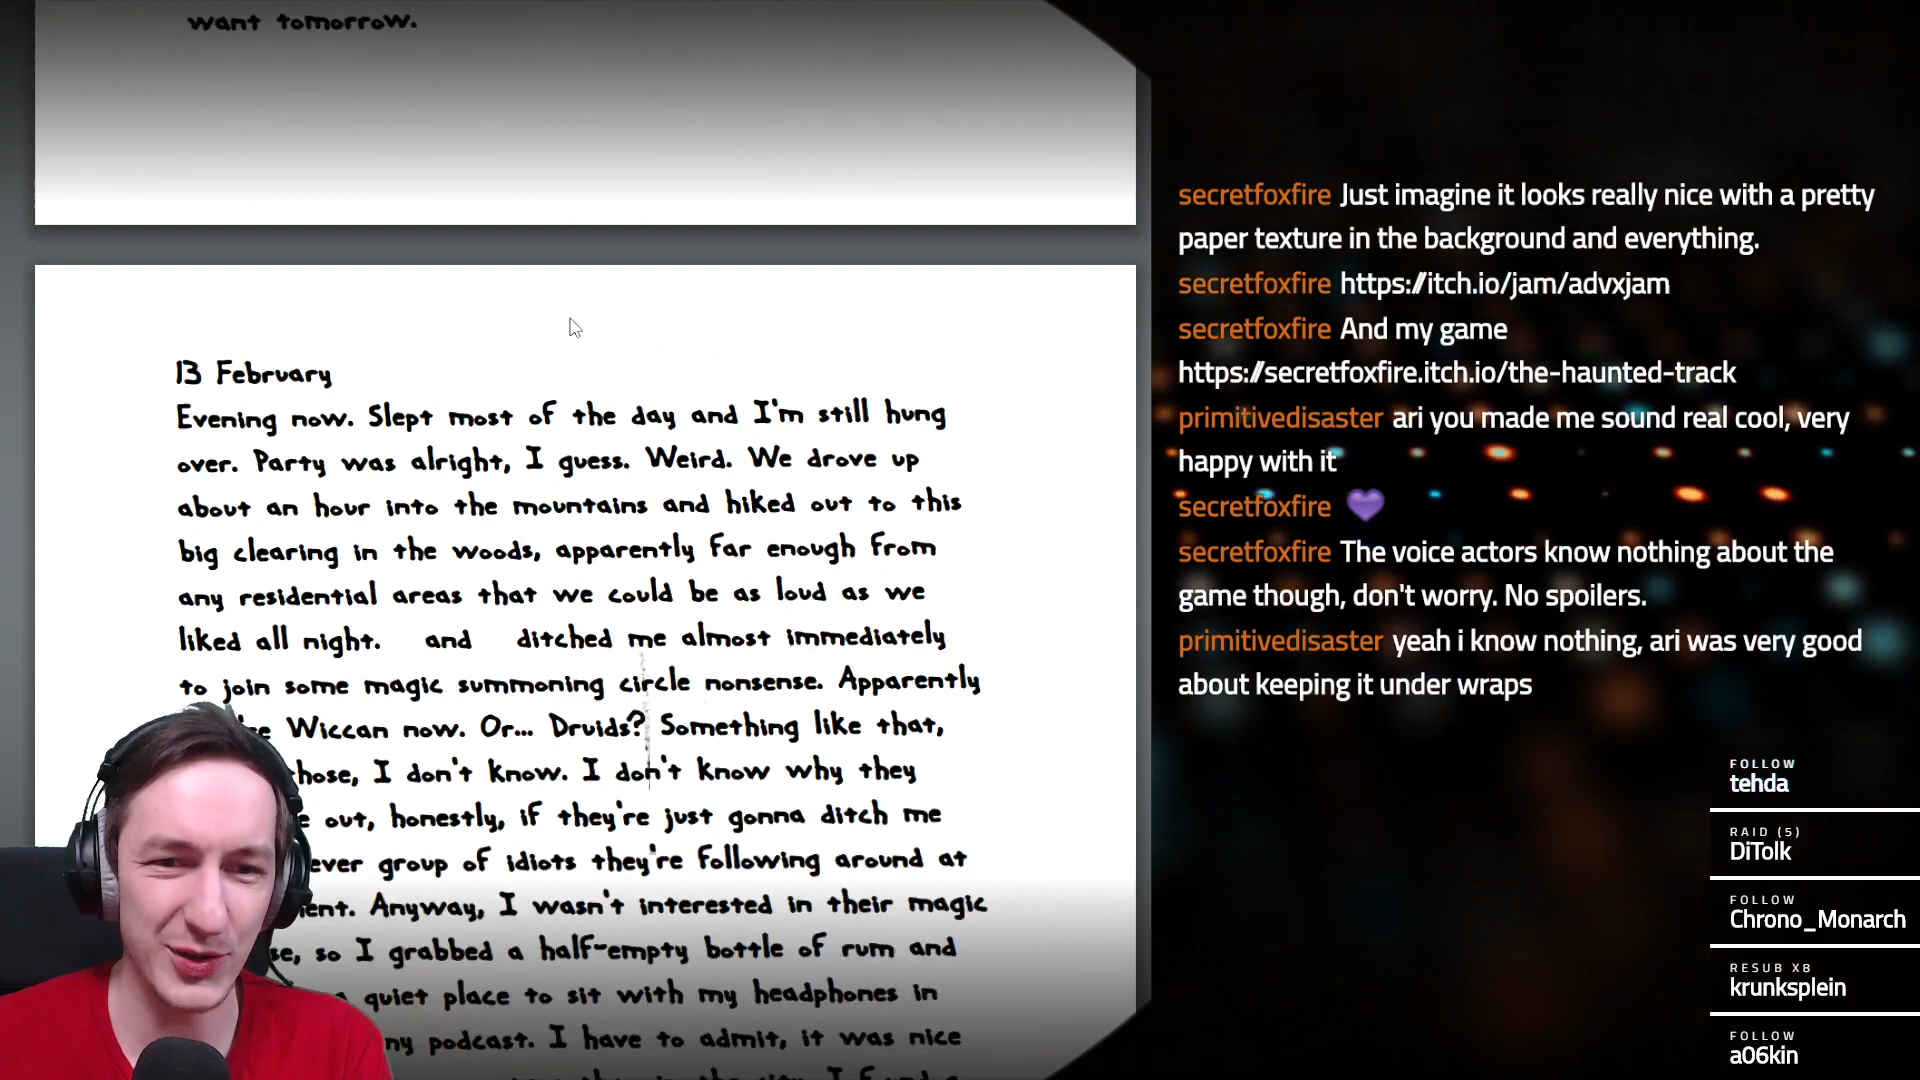 want tomorrow.
13 February
Evening now. Slept most of the day and I'm still hung
over. Party was alright, I guess. Weird. We drove up
about an hour into the mountains and hiked out to this
big clearing in the woods, apparently far enough from
any residential areas that we could be as loud as we
liked all night. and ditched me almost immediately
to join some magic summoning circle nonsense. Apparently
Wiccan now. Or... Druids? Something like that,
I don't know. I don't know why they
out, honestly, if they're just gonna ditch me
group of idiots they're following around at
Anyway, I wasn't interested in their magic
so I grabbed a half-empty bottle of rum and
quiet place to sit with my headphones in
podcast. I have to admit, it was nice
secretfoxfire Just imagine it looks really nice with a pretty
paper texture in the background and everything.
secretfoxfire https://itch.io/jam/advxjam
secretfoxfire And my game
https://secretfoxfire.itch.io/the-haunted-track
primitivedisaster ari you made me sound real cool, very
happy with it
secretfoxfire 💜
secretfoxfire The voice actors know nothing about the
game though, don't worry. No spoilers.
primitivedisaster yeah i know nothing, ari was very good
about keeping it under wraps
FOLLOW
tehda
RAID (5)
DiTolk
FOLLOW
Chrono_Monarch
RESUB X8
krunksplein
FOLLOW
a06kin